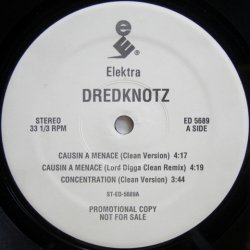 Elektra
DREDKNOTZ
STEREO
33 1/3 RPM
ED 5689
A SIDE
CAUSIN A MENACE (Clean Version) 4:17
CAUSIN A MENACE (Lord Digga Clean Remix) 4:19
CONCENTRATION (Clean Version) 3:44
ST-ED-5689A
PROMOTIONAL COPY
NOT FOR SALE